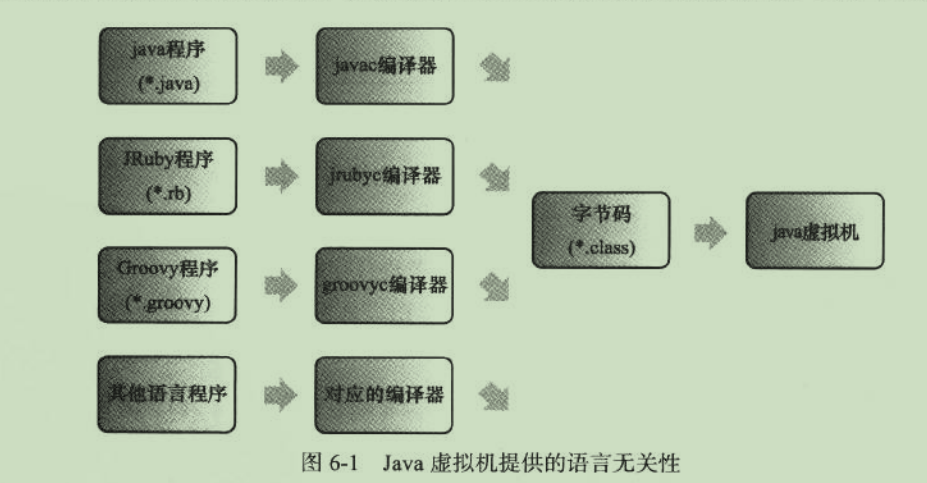 java程序
(*.java)
javac编译器
JRuby程序
(*.rb)
jrubyc编译器
Groovy程序
(*.groovy)
groovyc编译器
其他语言程序
对应的编译器
字节码
(*.class)
java虚拟机
图 6-1 Java 虚拟机提供的语言无关性